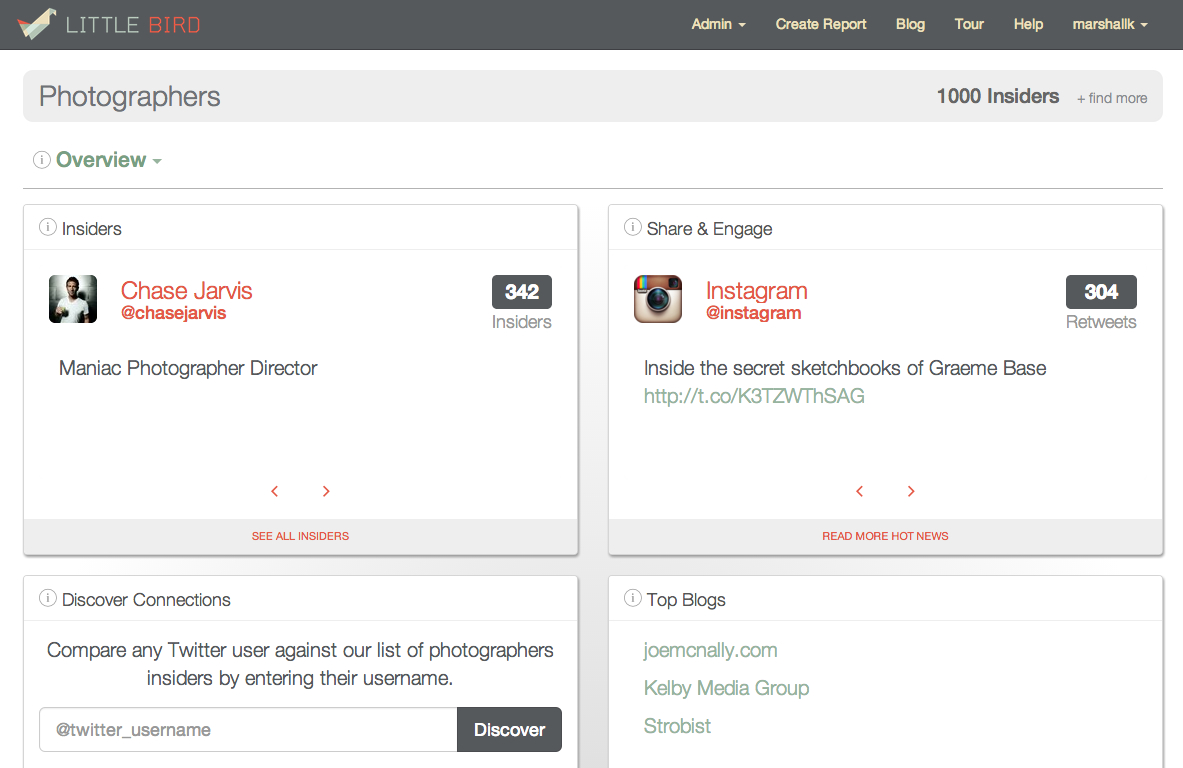 LITTLE BIRD
Admin
Create Report
Blog
Tour
Help
marshallk
Photographers
1000 Insiders
+ find more
Overview
Insiders
Chase Jarvis
@chasejarvis
342
Insiders
Maniac Photographer Director
SEE ALL INSIDERS
Share & Engage
Instagram
@instagram
304
Retweets
Inside the secret sketchbooks of Graeme Base
http://t.co/K3TZWThSAG
READ MORE HOT NEWS
Discover Connections
Compare any Twitter user against our list of photographers
insiders by entering their username.
@twitter_username
Discover
Top Blogs
joemcnally.com
Kelby Media Group
Strobist